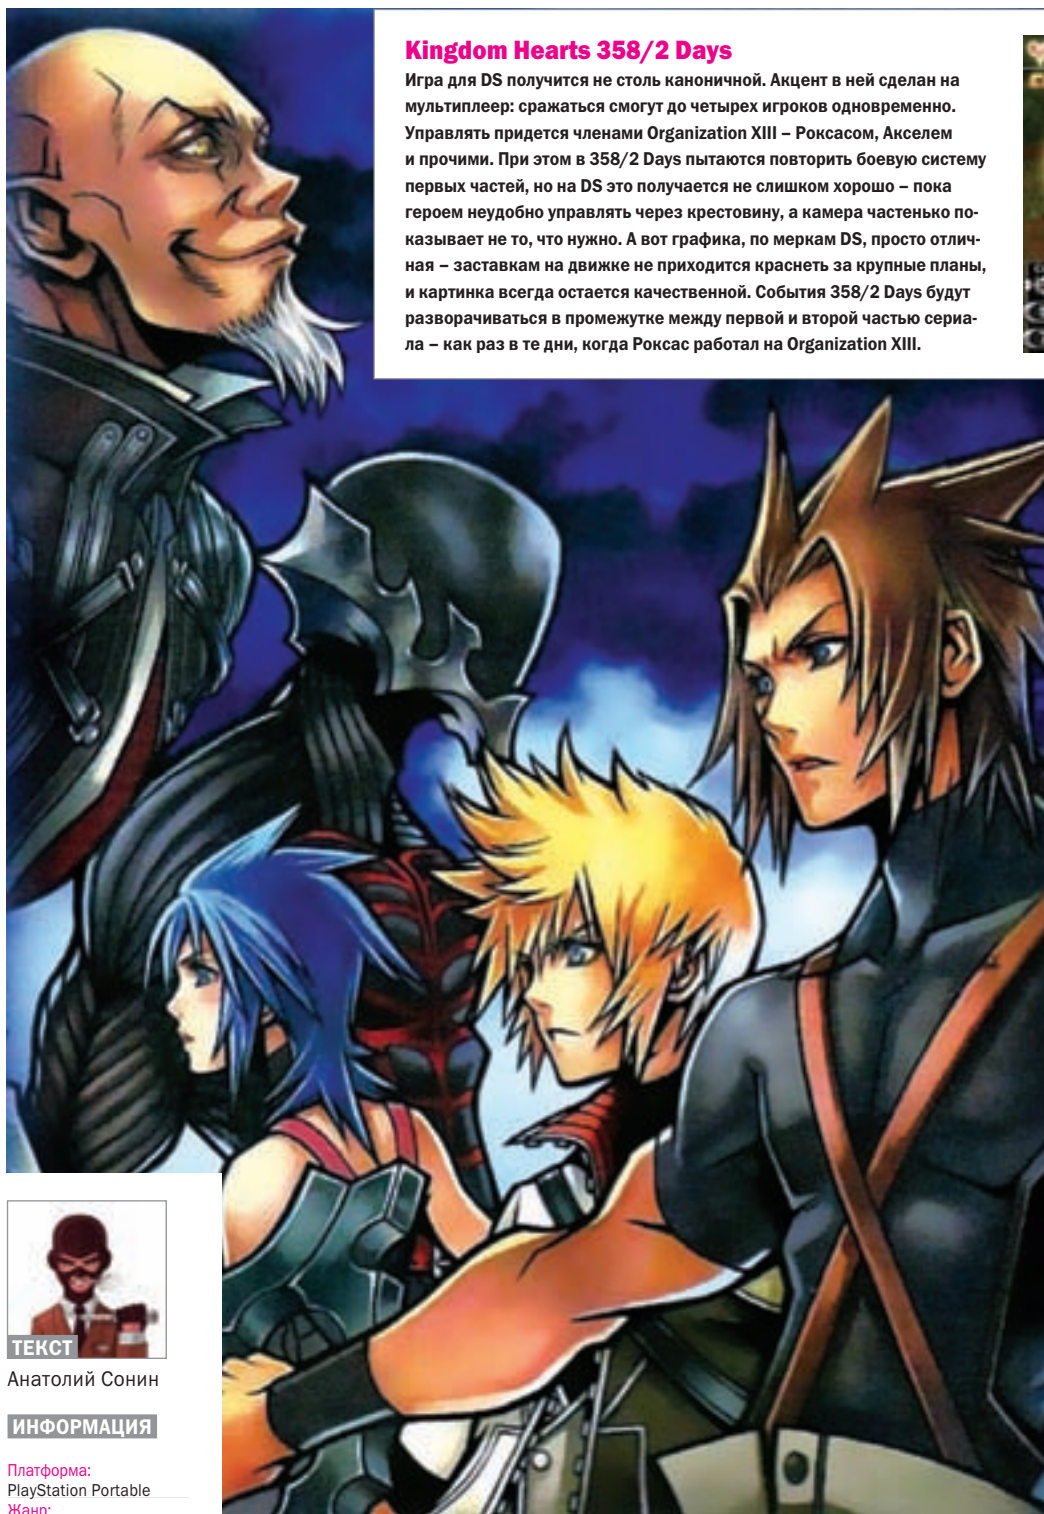 Kingdom Hearts 358/2 Days
Игра для DS получится не столь каноничной. Акцент в ней сделан на
мультиплеер: сражаться смогут до четырех игроков одновременно.
Управлять придется членами Organization XIII – Роксасом, Акселем
и прочими. При этом в 358/2 Days пытаются повторить боевую систему
первых частей, но на DS это получается не слишком хорошо – пока
героем неудобно управлять через крестовину, а камера частенько по-
казывает не то, что нужно. А вот графика, по меркам DS, просто отлич-
ная – заставкам на движке не приходится краснеть за крупные планы,
и картинка всегда остается качественной. События 358/2 Days будут
разворачиваться в промежутке между первой и второй частью сериа-
ла – как раз в те дни, когда Роксас работал на Organization XIII.
ТЕКСТ
Анатолий Сонин
ИНФОРМАЦИЯ
Платформа:
PlayStation Portable
Жанр: